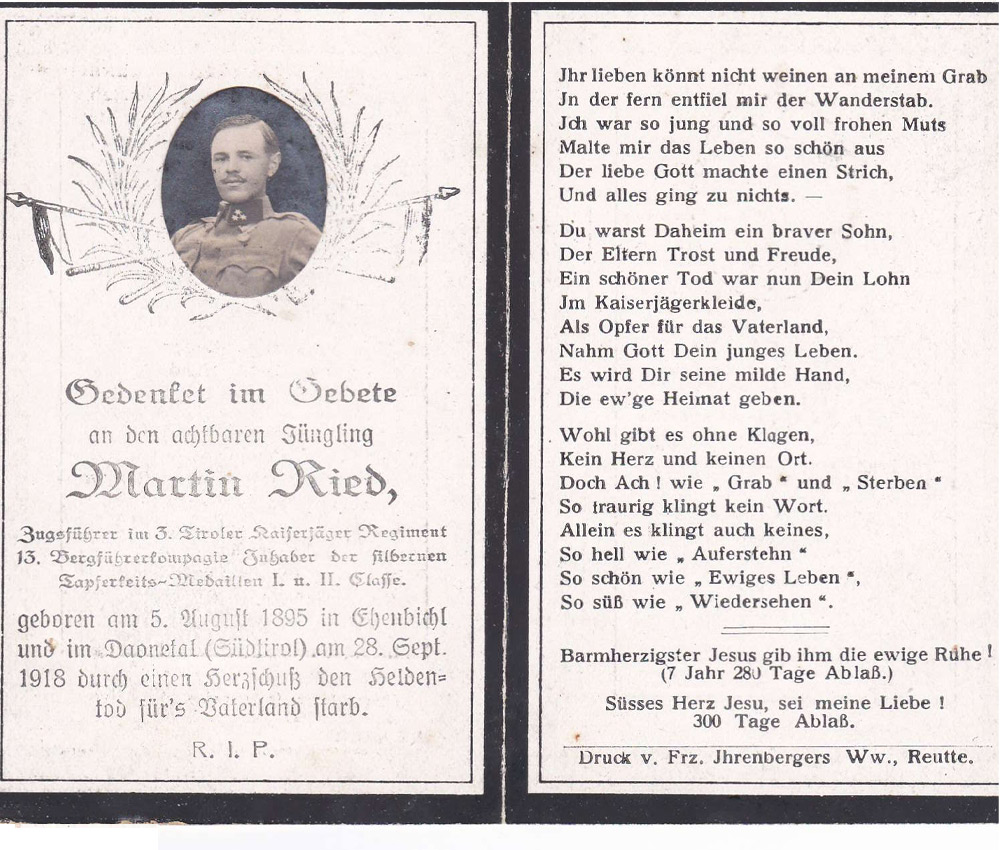 Gedenket im Gebete
an den achtbaren Jüngling
Martin Ried,
Zugsführer im 3. Tiroler Kaiserjäger Regiment
13. Bergführerkompagie Inhaber der silbernen
Tapferkeits-Medaillen I. u. II. Classe.
geboren am 5. August 1895 in Ehenbichl
und im Daonetal (Südtirol) am 28. Sept.
1918 durch einen Herzschuß den Helden=
tod für's Vaterland starb.
R. I. P.
Jhr lieben könnt nicht weinen an meinem Grab
Jn der fern entfiel mir der Wanderstab.
Jch war so jung und so voll frohen Muts
Malte mir das Leben so schön aus
Der liebe Gott machte einen Strich,
Und alles ging zu nichts. —
Du warst Daheim ein braver Sohn,
Der Eltern Trost und Freude,
Ein schöner Tod war nun Dein Lohn
Jm Kaiserjägerkleide,
Als Opfer für das Vaterland,
Nahm Gott Dein junges Leben.
Es wird Dir seine milde Hand,
Die ew'ge Heimat geben.
Wohl gibt es ohne Klagen,
Kein Herz und keinen Ort.
Doch Ach! wie „ Grab “ und „ Sterben “
So traurig klingt kein Wort.
Allein es klingt auch keines,
So hell wie „ Auferstehn “
So schön wie „ Ewiges Leben “,
So süß wie „ Wiedersehen “.
Barmherzigster Jesus gib ihm die ewige Ruhe !
(7 Jahr 280 Tage Ablaß.)
Süsses Herz Jesu, sei meine Liebe !
300 Tage Ablaß.
Druck v. Frz. Jhrenbergers Ww., Reutte.